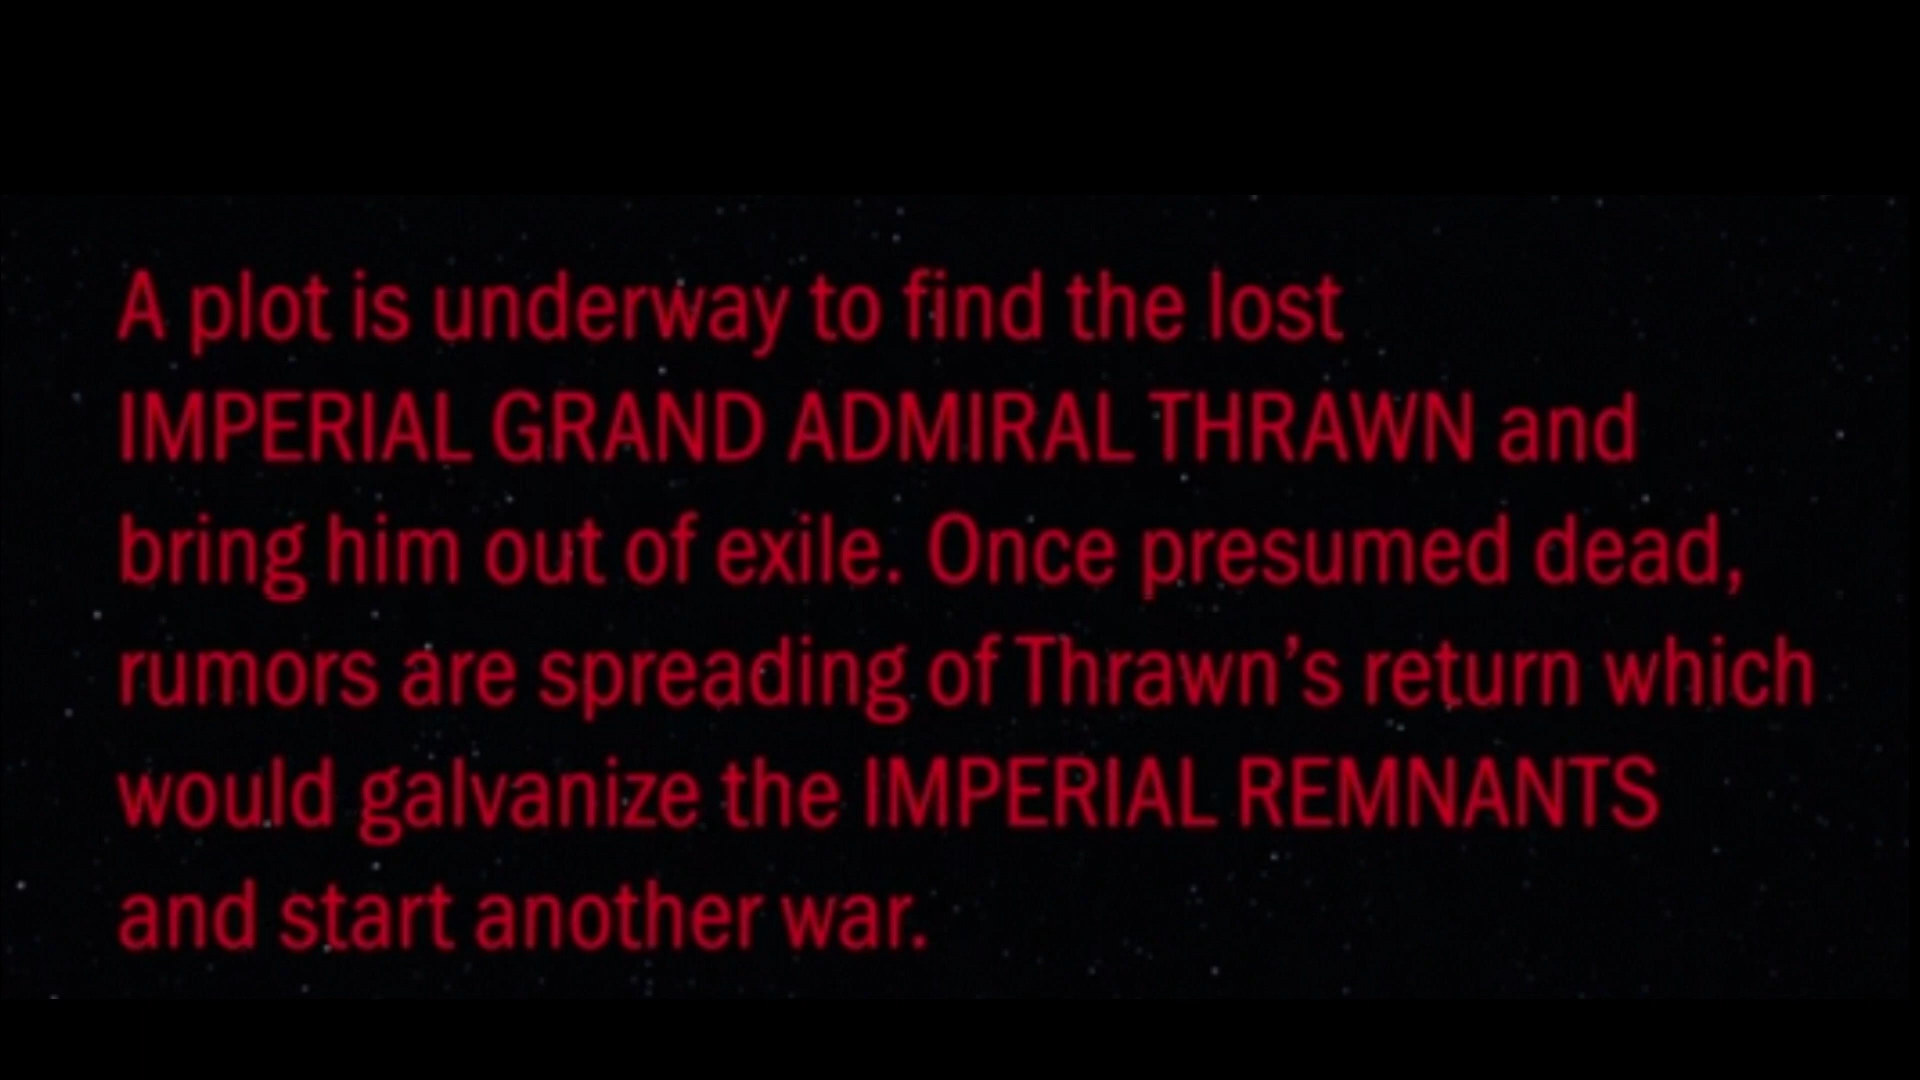 A plot is underway to find the lost
IMPERIAL GRAND ADMIRAL THRAWN and
bring him out of exile. Once presumed dead,
rumors are spreading of Thrawn’s return which
would galvanize the IMPERIAL REMNANTS
and start another war.